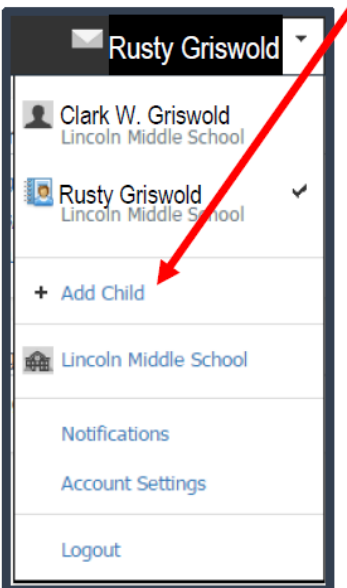 Rusty Griswold
Clark W. Griswold
Lincoln Middle School
Rusty Griswold
Lincoln Middle School
+ Add Child
Lincoln Middle School
Notifications
Account Settings
Logout